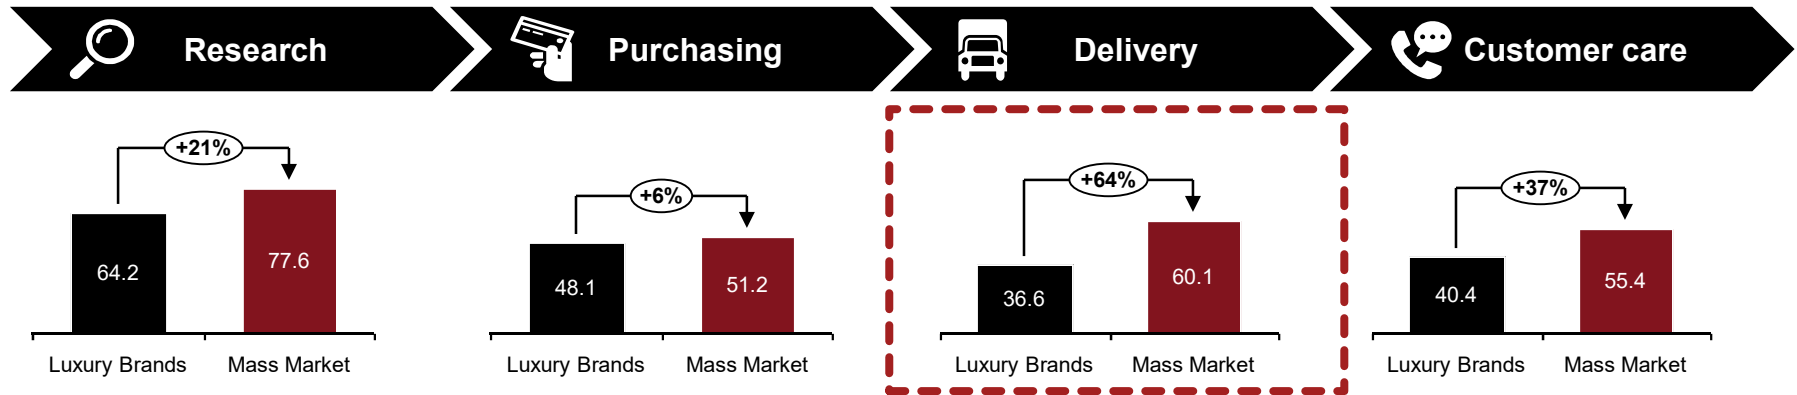 Research
Purchasing
Delivery
Customer care
+21%
64.2
77.6
Luxury Brands
Mass Market
+6%
48.1
51.2
Luxury Brands
Mass Market
+64%
36.6
60.1
Luxury Brands
Mass Market
+37%
40.4
55.4
Luxury Brands
Mass Market